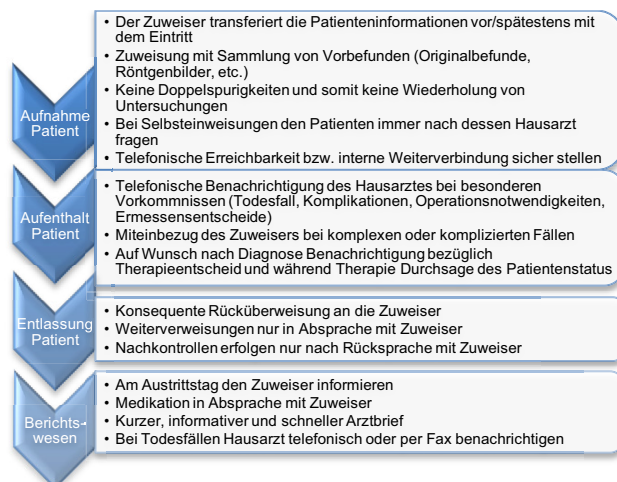 Aufnahme
Patient
• Der Zuweiser transferiert die Patienteninformationen vor/spätestens mit
dem Eintritt
• Zuweisung mit Sammlung von Vorbefunden (Originalbefunde,
Röntgenbilder, etc.)
• Keine Doppelspurigkeiten und somit keine Wiederholung von
Untersuchungen
• Bei Selbsteinweisungen den Patienten immer nach dessen Hausarzt
fragen
• Telefonische Erreichbarkeit bzw. interne Weiterverbindung sicher stellen
Aufenthalt
Patient
• Telefonische Benachrichtigung des Hausarztes bei besonderen
Vorkommnissen (Todesfall, Komplikationen, Operationsnotwendigkeiten,
Ermessensentscheide)
• Miteinbezug des Zuweisers bei komplexen oder komplizierten Fällen
• Auf Wunsch nach Diagnose Benachrichtigung bezüglich
Therapieentscheid und während Therapie Durchsage des Patientenstatus
Entlassung
Patient
• Konsequente Rücküberweisung an die Zuweiser
• Weiterverweisungen nur in Absprache mit Zuweiser
• Nachkontrollen erfolgen nur nach Rücksprache mit Zuweiser
Berichts-
wesen
• Am Austrittstag den Zuweiser informieren
• Medikation in Absprache mit Zuweiser
• Kurzer, informativer und schneller Arztbrief
• Bei Todesfällen Hausarzt telefonisch oder per Fax benachrichtigen